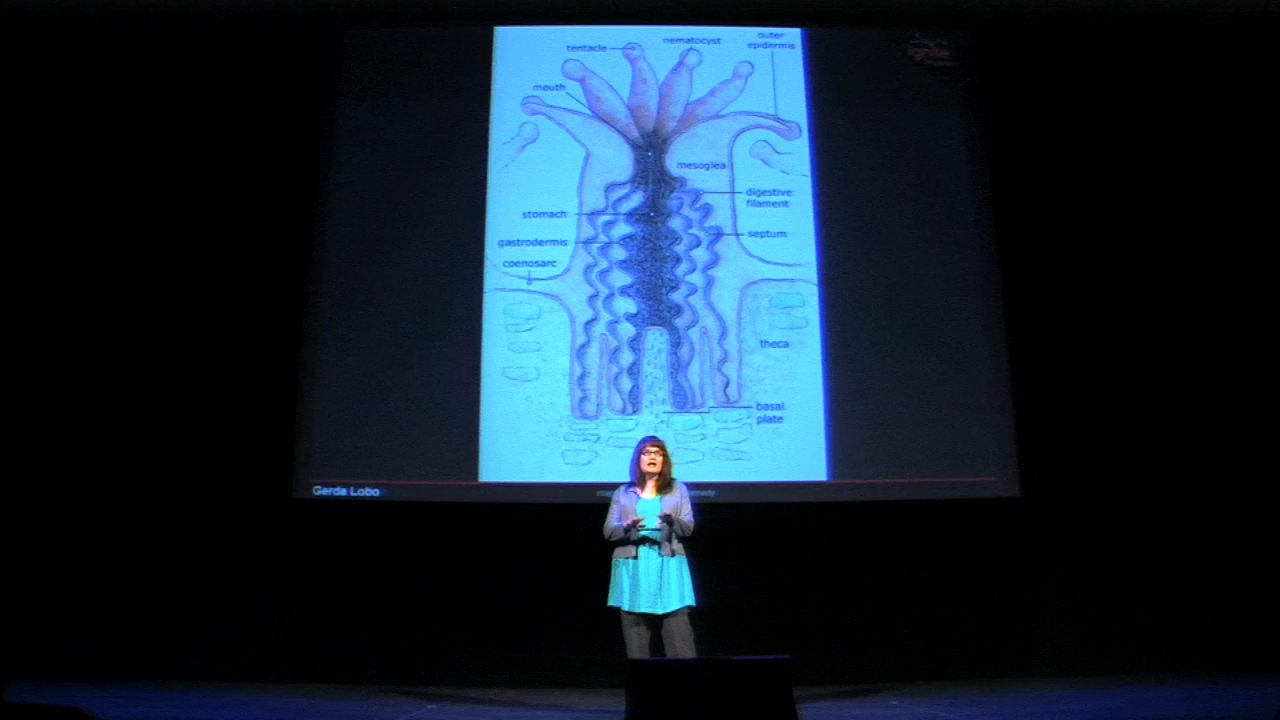 tentacle
nematocyst
outer
epidermis
mouth
mesoglea
digestive
filament
stomach
septum
gastrodermis
coenosarc
theca
basal
plate
Gerda Lobo